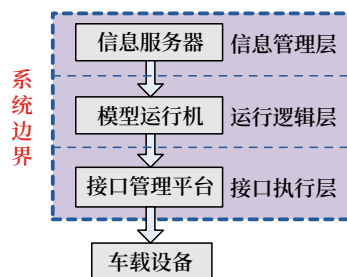 信息服务器 信息管理层
系统边界
模型运行机 运行逻辑层
接口管理平台 接口执行层
车载设备